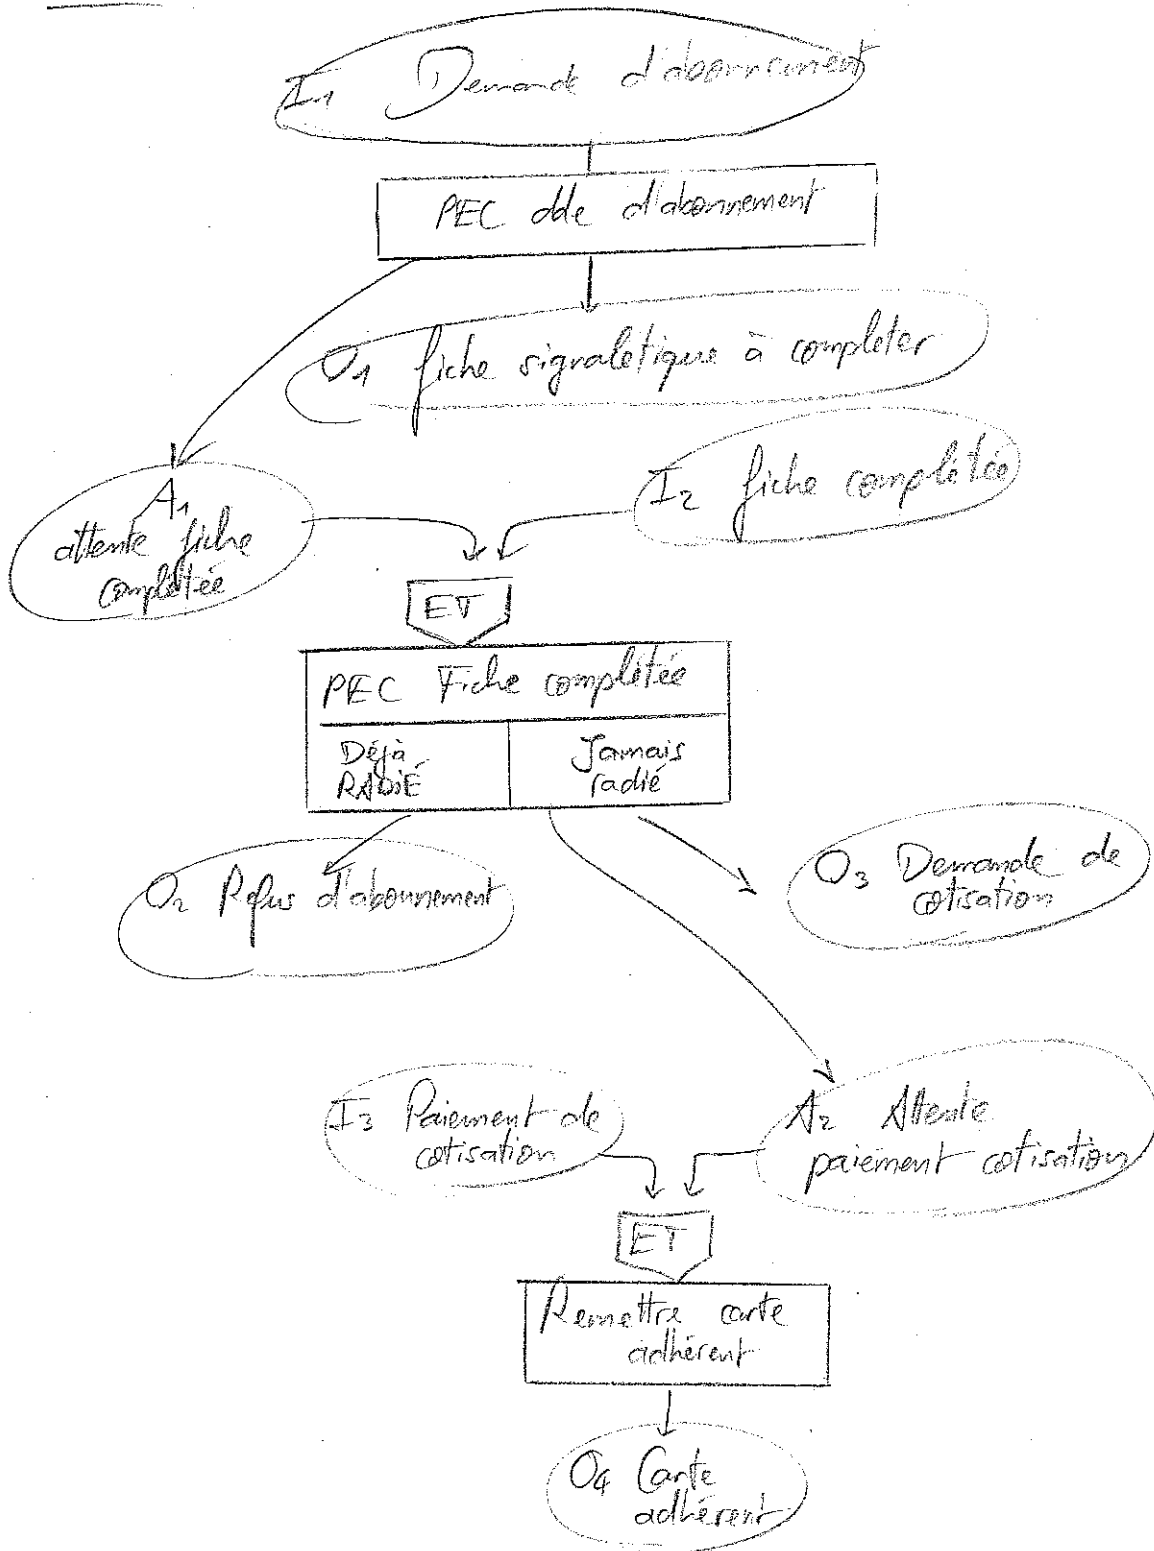 I1 Demande d'abonnement
PEC dde d'abonnement
O1 fiche signalétique à completer
A1
attente fiche
complétée
I2 fiche complétée
ET
PEC Fiche complétée
Déjà
RADIÉ
Jamais
radié
O2 Refus d'abonnement
O3 Demande de
cotisation
I3 Paiement de
cotisation
A2 Attente
paiement cotisation
ET
Remettre carte
adhérent
O4 Carte
adhérent